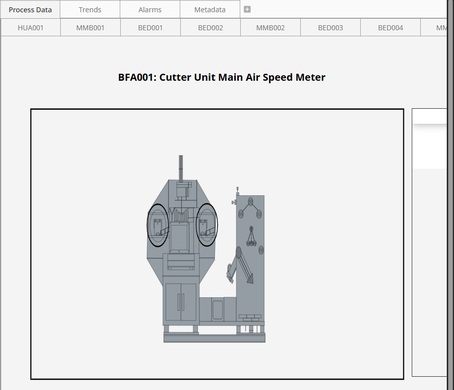 Process Data Trends Alarms Metadata
HUA001 MMB001 BED001 BED002 MMB002 BED003 BED004 MM
BFA001: Cutter Unit Main Air Speed Meter